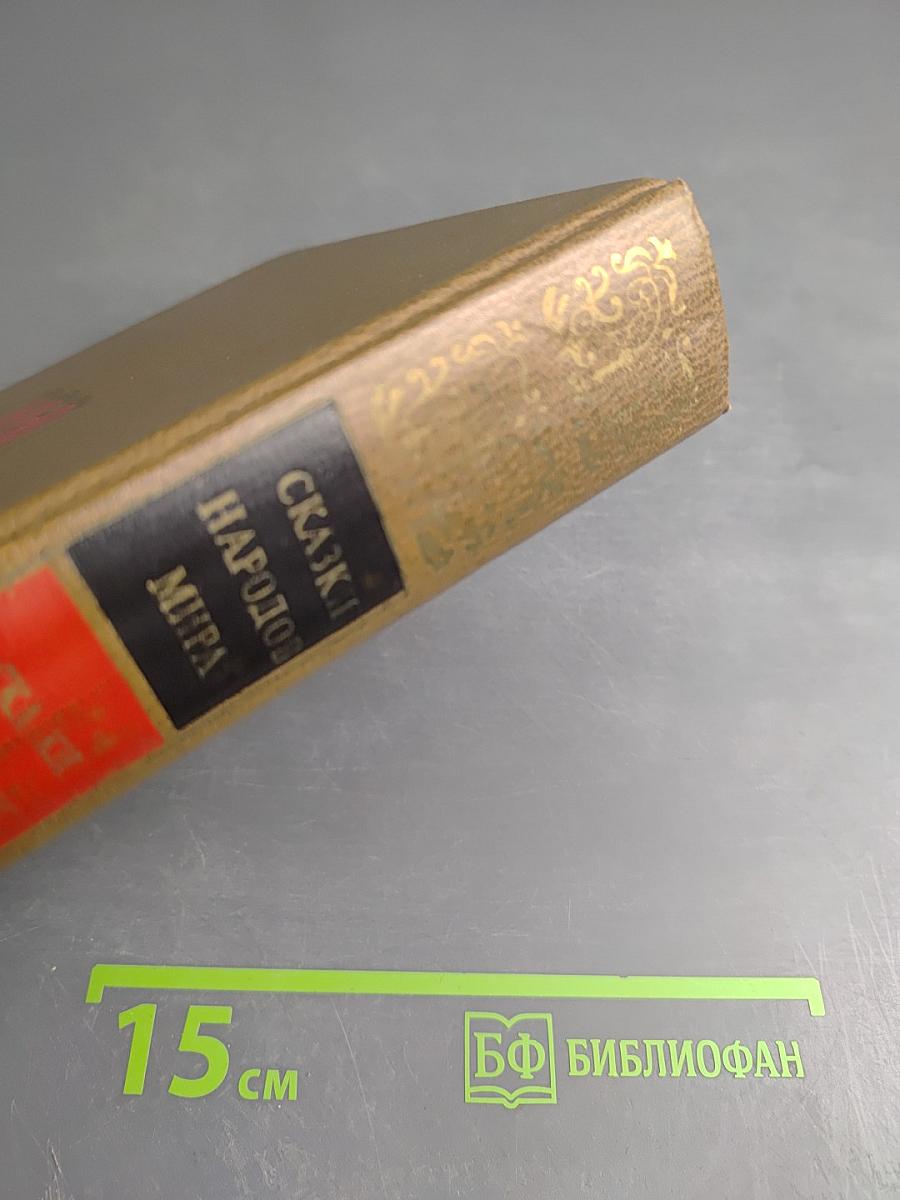 СКАЗКИ
НАРОДОВ
МИРА
15 см
БФ БИБЛИОФАН